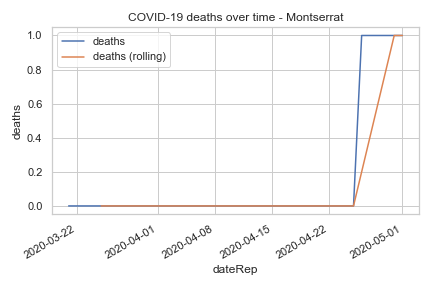 COVID-19 deaths over time - Montserrat
deaths
deaths (rolling)
1.0
0.8
0.6
0.4
0.2
0.0
deaths
2020-03-22
2020-04-01
2020-04-08
2020-04-15
2020-04-22
2020-05-01
dateRep